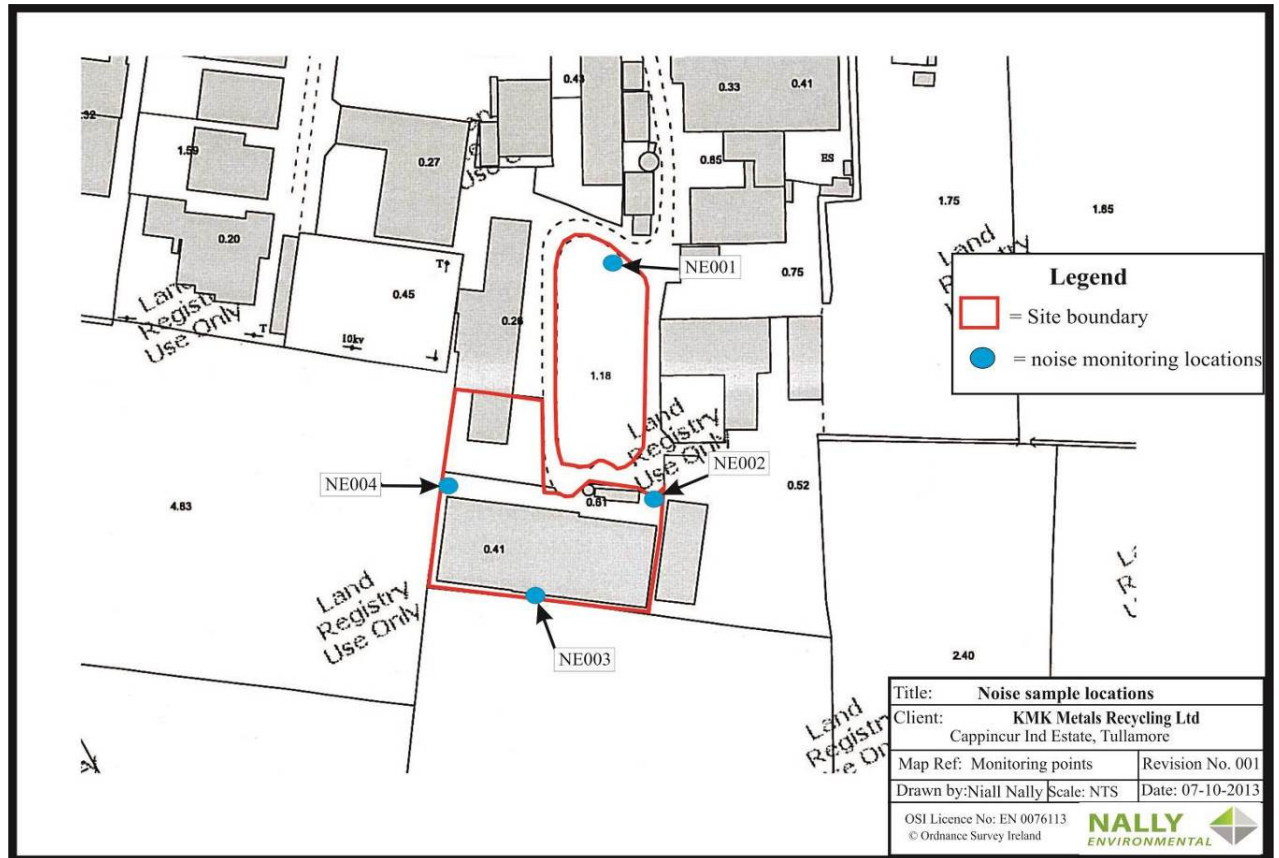 0.43
0.33
0.41
1.59
0.27
0.65
ES
1.75
1.65
0.20
NE001
0.75
T
0.45
Land
Registry
Use Only
T
10kv
0.26
Land
Legend
= Site boundary
= noise monitoring locations
1.18
Land
Registry
Use Only
NE002
NE004
4.83
0.61
0.52
0.41
Land
Registry
Use Only
NE003
2.40
Land
Registry
Title: Noise sample locations
Client: KMK Metals Recycling Ltd
Cappincur Ind Estate, Tullamore
Map Ref: Monitoring points
Revision No. 001
Drawn by:Niall Nally
Scale: NTS
Date: 07-10-2013
OSI Licence No: EN 0076113
© Ordnance Survey Ireland
NALLY
ENVIRONMENTAL